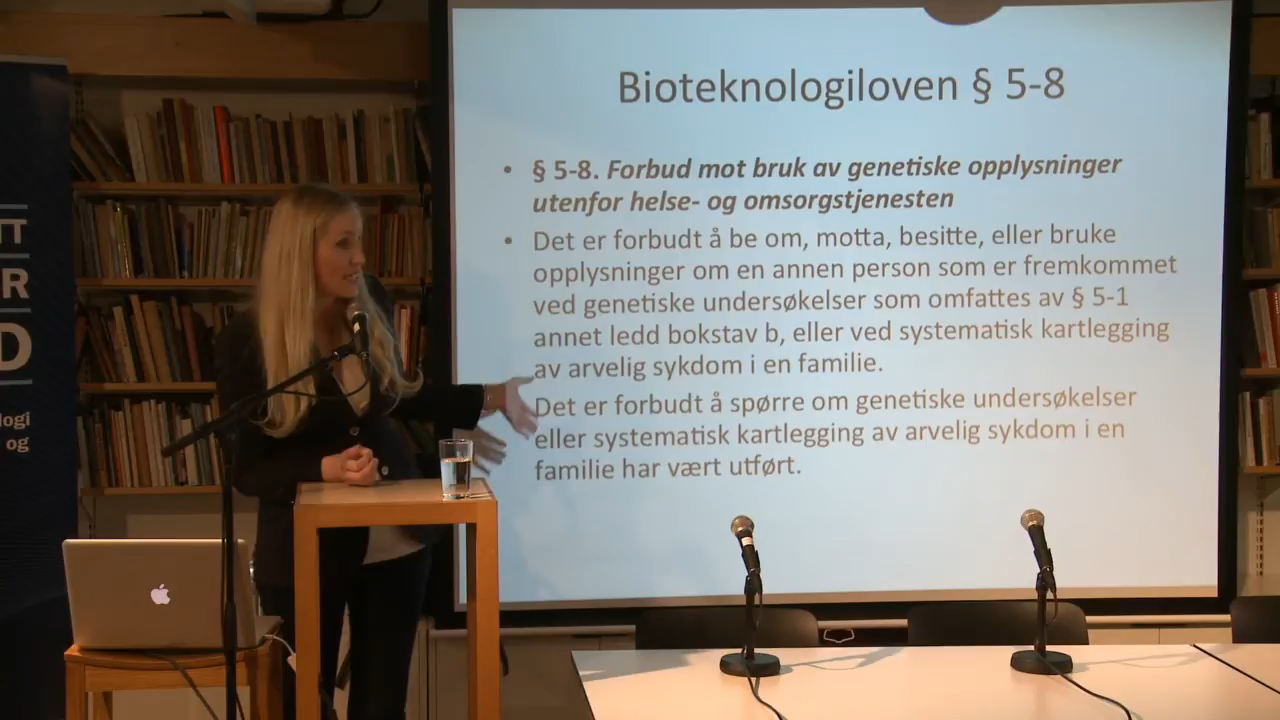 Bioteknologiloven § 5-8
• § 5-8. Forbud mot bruk av genetiske opplysninger
utenfor helse- og omsorgstjenesten
• Det er forbudt å be om, motta, besitte, eller bruke
opplysninger om en annen person som er fremkommet
ved genetiske undersøkelser som omfattes av § 5-1
annet ledd bokstav b, eller ved systematisk kartlegging
av arvelig sykdom i en familie.
Det er forbudt å spørre om genetiske undersøkelser
eller systematisk kartlegging av arvelig sykdom i en
familie har vært utført.
TT
R
D
logi
og